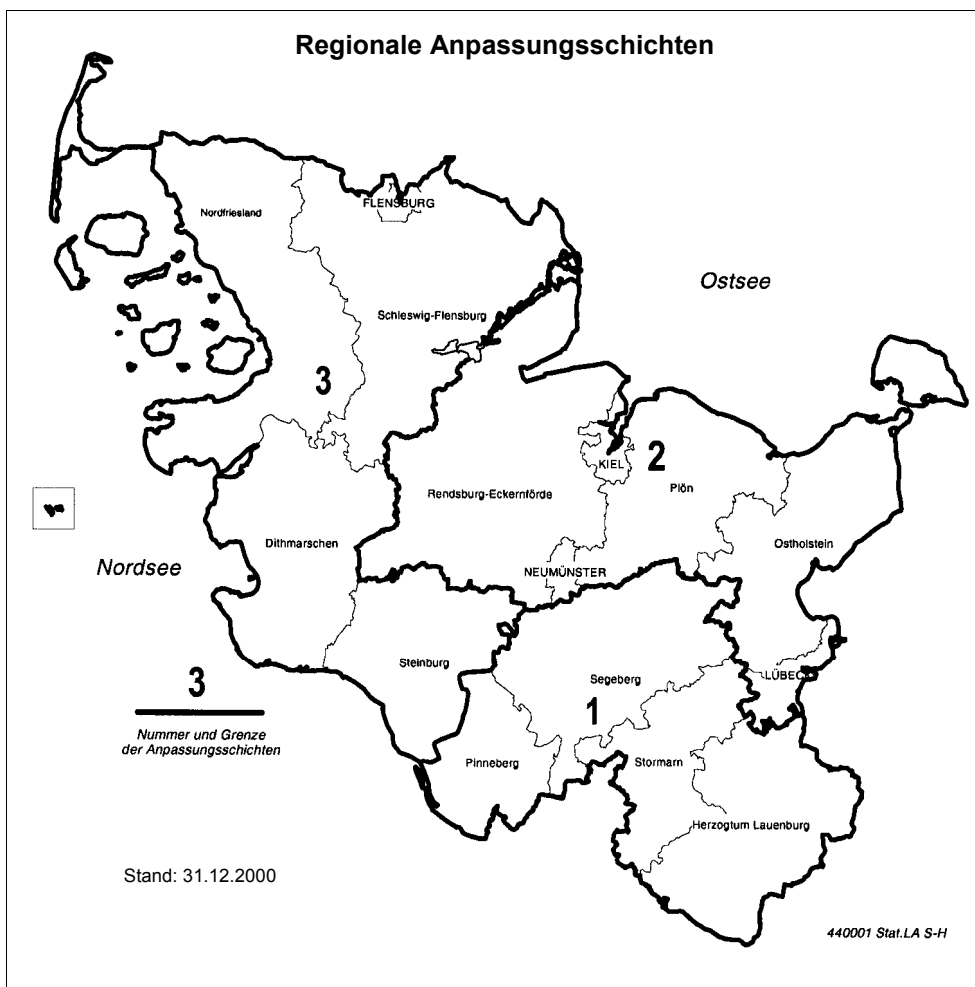 Regionale Anpassungsschichten
FLENSBURG
Nordfriesland
Ostsee
Schleswig-Flensburg
3
2
KIEL
Plön
Rendsburg-Eckernförde
Dithmarschen
Ostholstein
Nordsee
NEUMÜNSTER
Steinburg
Segeberg
LÜBECK
3
1
Nummer und Grenze
der Anpassungsschichten
Pinneberg
Stormarn
Herzogtum Lauenburg
Stand: 31.12.2000
440001 Stat.LA S-H